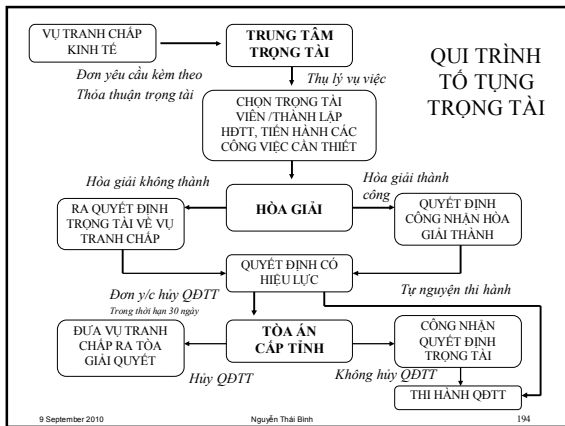 VỤ TRANH CHẤP
KINH TẾ
TRUNG TÂM
TRỌNG TÀI
QUI TRÌNH
TỐ TỤNG
TRỌNG TÀI
Đơn yêu cầu kèm theo
Thỏa thuận trọng tài
Thụ lý vụ việc
CHỌN TRỌNG TÀI
VIÊN /THÀNH LẬP
HĐTT, TIẾN HÀNH CÁC
CÔNG VIỆC CẦN THIẾT
Hòa giải không thành
Hòa giải thành
công
RA QUYẾT ĐỊNH
TRỌNG TÀI VỀ VỤ
TRANH CHẤP
HÒA GIẢI
QUYẾT ĐỊNH
CÔNG NHẬN HÒA
GIẢI THÀNH
QUYẾT ĐỊNH CÓ
HIỆU LỰC
Đơn y/c hủy QĐTT
Trong thời hạn 30 ngày
Tự nguyện thi hành
ĐƯA VỤ TRANH
CHẤP RA TÒA
GIẢI QUYẾT
TÒA ÁN
CẤP TỈNH
CÔNG NHẬN
QUYẾT ĐỊNH
TRỌNG TÀI
Hủy QĐTT
Không hủy QĐTT
THI HÀNH QĐTT
9 September 2010
Nguyễn Thái Bình
194